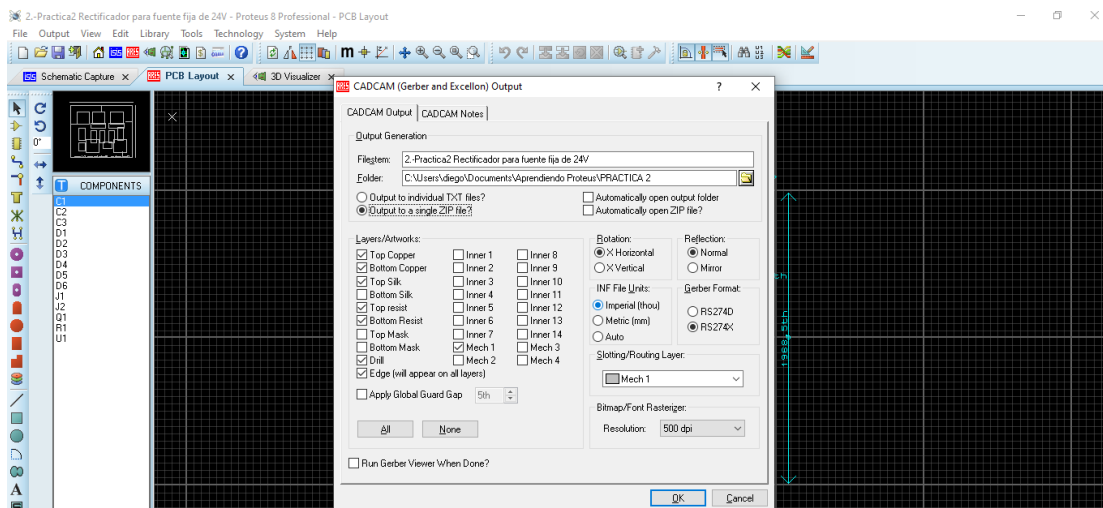 2.-Practica2 Rectificador para fuente fija de 24V - Proteus 8 Professional - PCB Layout
File Output View Edit Library Tools Technology System Help
Schematic Capture x PCB Layout x 3D Visualizer x
CADCAM (Gerber and Excellon) Output ? X
CADCAM Output CADCAM Notes
Output Generation
Filestem: 2.-Practica2 Rectificador para fuente fija de 24V
Folder: C:\Users\diego\Documents\Aprendiendo Proteus\PRACTICA 2
Output to individual TXT files? Automatically open output folder
Output to a single ZIP file? Automatically open ZIP file?
Layers/Artworks:
Top Copper Inner 1 Inner 8
Bottom Copper Inner 2 Inner 9
Top Silk Inner 3 Inner 10
Bottom Silk Inner 4 Inner 11
Top resist Inner 5 Inner 12
Bottom Resist Inner 6 Inner 13
Top Mask Inner 7 Inner 14
Bottom Mask Mech 1 Mech 3
Drill Mech 2 Mech 4
Edge (will appear on all layers)
Apply Global Guard Gap 5th
All None
Run Gerber Viewer When Done?
Rotation:
X Horizontal
X Vertical
Reflection:
Normal
Mirror
INF File Units:
Imperial (thou)
Metric (mm)
Auto
Gerber Format:
RS274D
RS274X
Slotting/Routing Layer:
Mech 1
Bitmap/Font Rasterizer:
Resolution: 500 dpi
OK Cancel
0°
COMPONENTS
C1
C2
C3
D1
D2
D3
D4
D5
D6
J1
J2
Q1
R1
U1
th
1968.5th